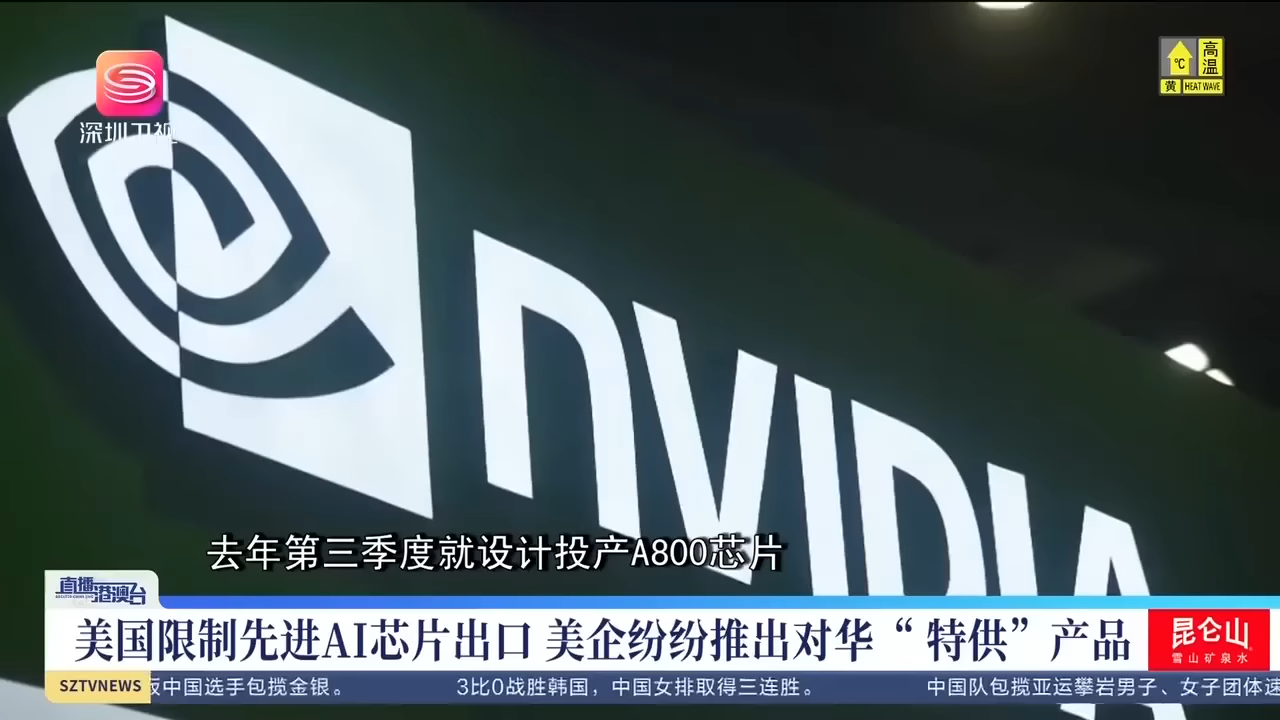 深圳卫视
℃
高温
黄 HEAT WAVE
NVIDIA
去年第三季度就设计投产A800芯片
直播港澳台
美国限制先进AI芯片出口 美企纷纷推出对华“特供”产品
昆仑山
雪山矿泉水
SZTVNEWS
中国选手包揽金银。 3比0战胜韩国，中国女排取得三连胜。 中国队包揽亚运攀岩男子、女子团体速